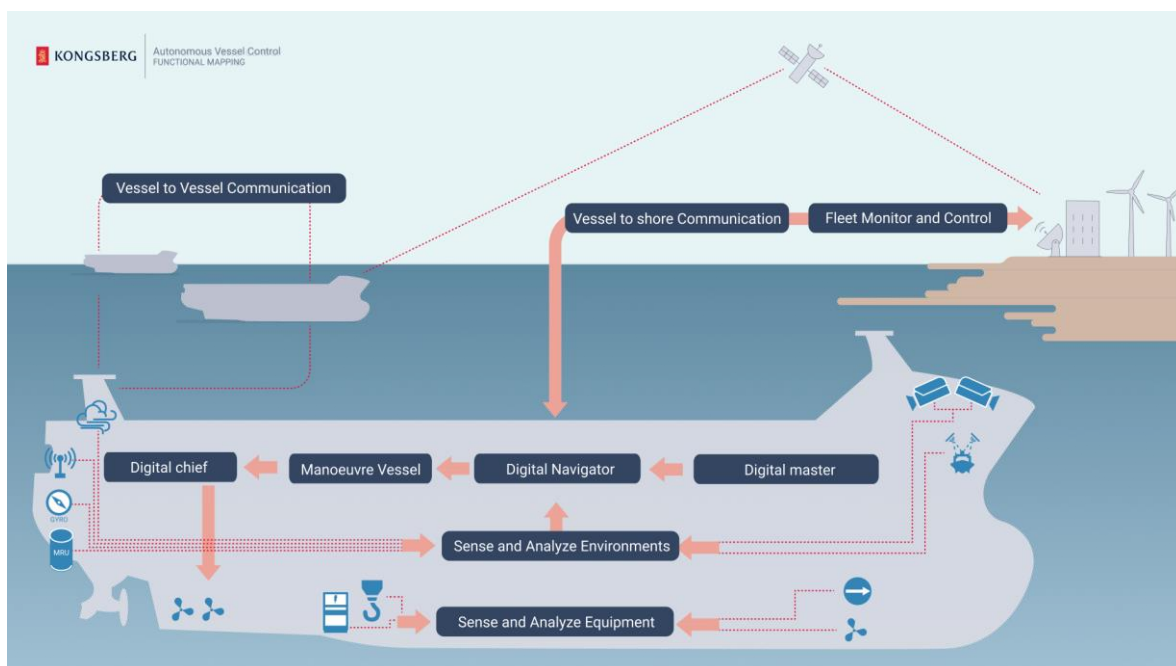 KONGSBERG
Autonomous Vessel Control
FUNCTIONAL MAPPING
Vessel to Vessel Communication
Vessel to shore Communication
Fleet Monitor and Control
Digital chief
Manoeuvre Vessel
Digital Navigator
Digital master
GYRO
MRU
Sense and Analyze Environments
Sense and Analyze Equipment